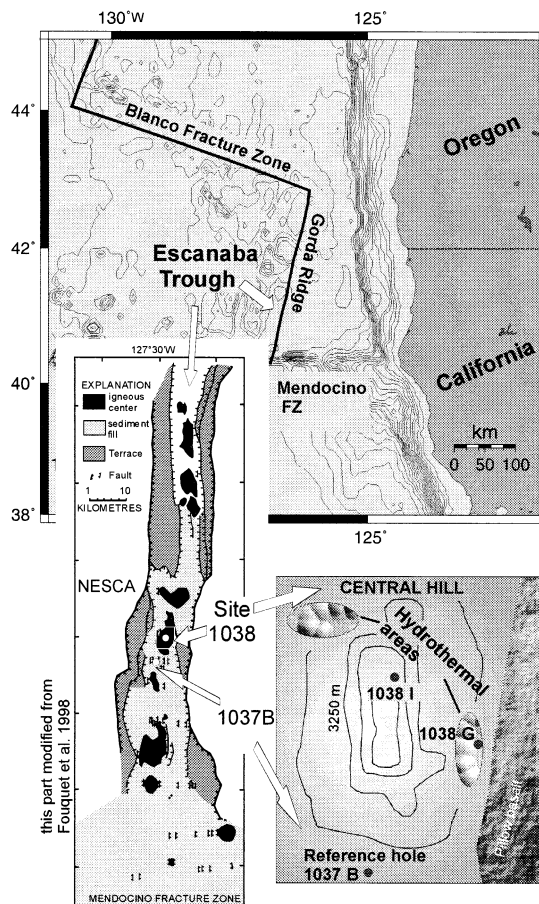 130°
125°
44°
42°
40°
38°
Blanco Fracture Zone
Oregon
Gorda Ridge
Escanaba
Trough
California
Mendocino
FZ
km
0 50 100
125°
127°30W
EXPLANATION
igneous
center
sediment
fill
Terrace
Fault
1 10
KILOMETRES
NESCA
Site
1038
1037B
this part modified from
Fouquet et al. 1998
MENDOCINO FRACTURE ZONE
CENTRAL HILL
Hydrothermal
areas
3250 m
1038 I
1038 G
Pillow basalt
Reference hole
1037 B